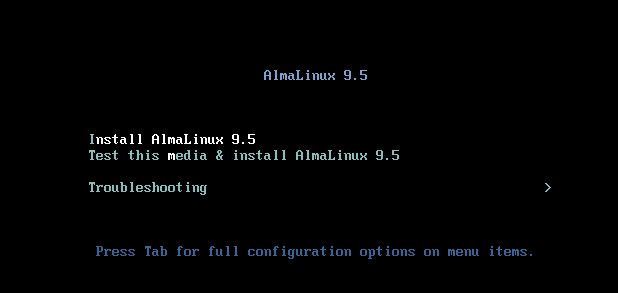 AlmaLinux 9.5
Install AlmaLinux 9.5
Test this media & install AlmaLinux 9.5
Troubleshooting >
Press Tab for full configuration options on menu items.